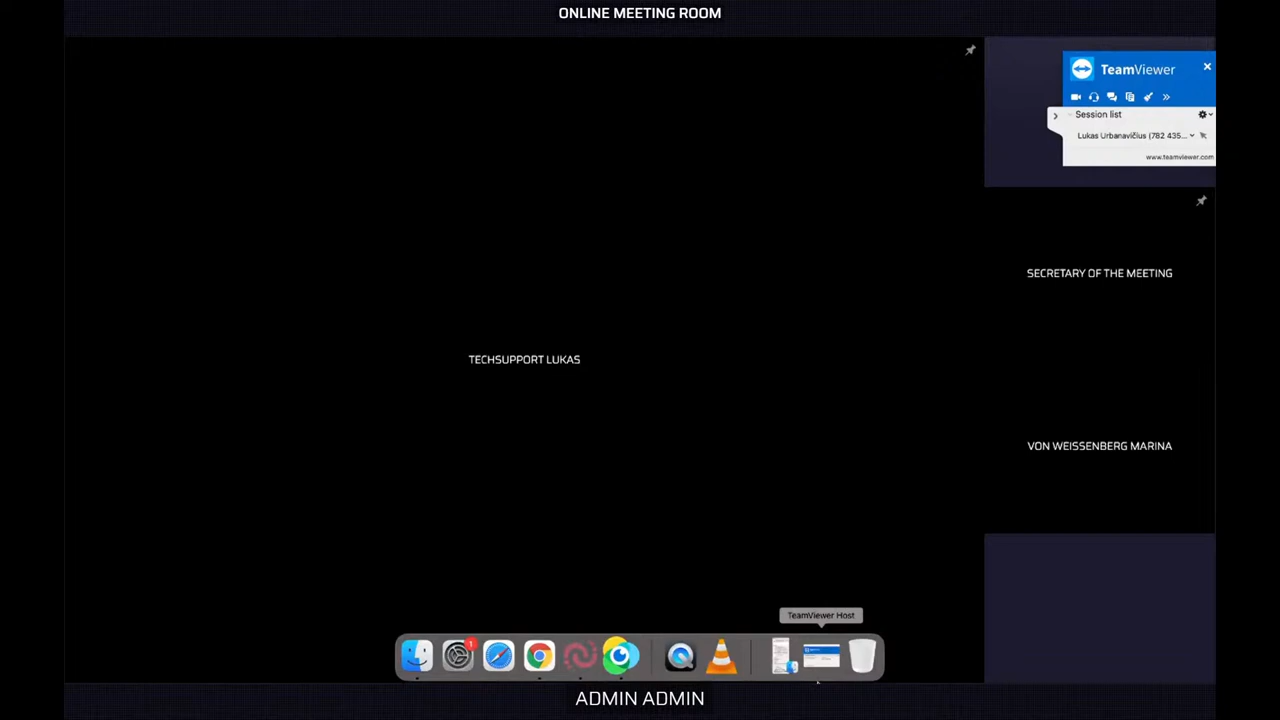 ONLINE MEETING ROOM
TeamViewer
Session list
Lukas Urbanavičius (782 435...
www.teamviewer.com
SECRETARY OF THE MEETING
TECHSUPPORT LUKAS
VON WEISSENBERG MARINA
TeamViewer Host
1
ADMIN ADMIN